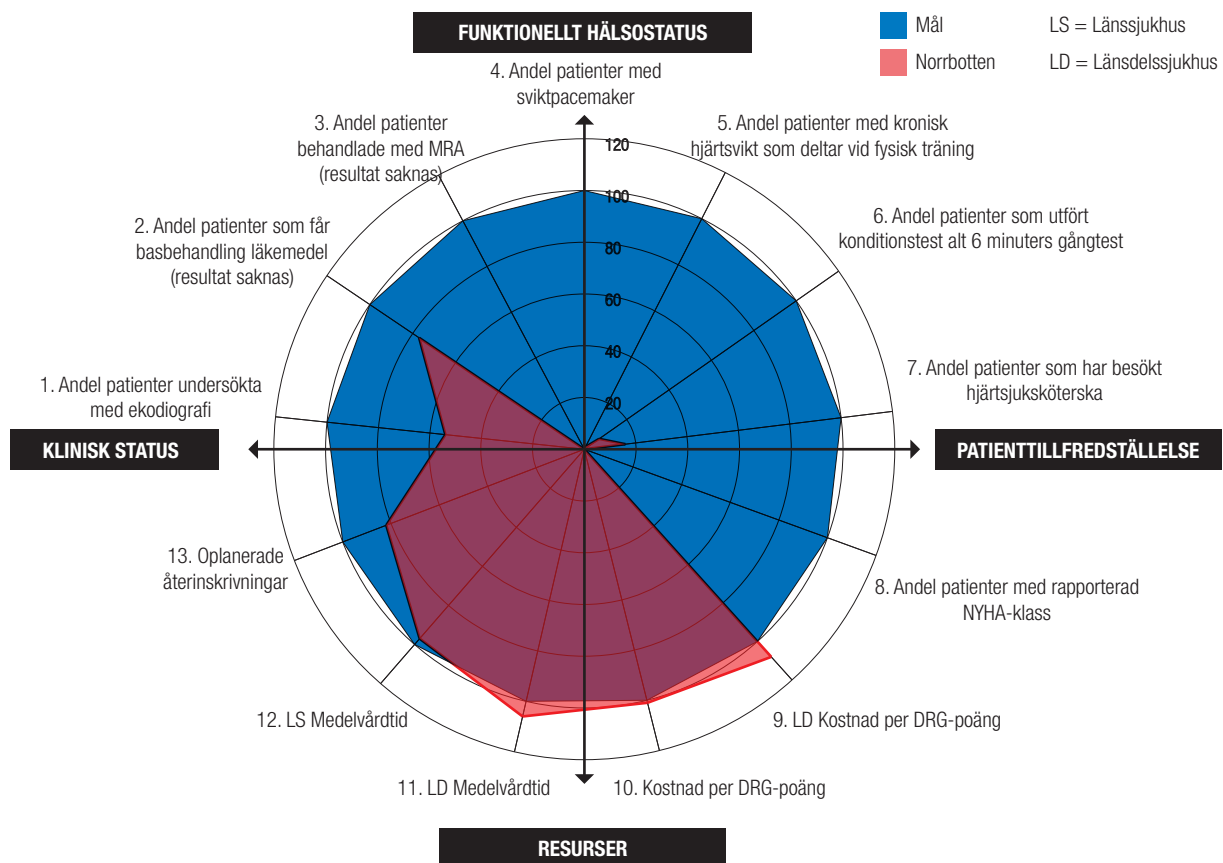 FUNKTIONELLT HÄLSOSTATUS
Mål
LS = Länssjukhus
Norrbotten
LD = Länsdelssjukhus
4. Andel patienter med
sviktpacemaker
3. Andel patienter
behandlade med MRA
(resultat saknas)
5. Andel patienter med kronisk
hjärtsvikt som deltar vid fysisk träning
2. Andel patienter som får
basbehandling läkemedel
(resultat saknas)
6. Andel patienter som utfört
konditionstest alt 6 minuters gångtest
120
100
80
60
40
20
1. Andel patienter undersökta
med ekodiografi
7. Andel patienter som har besökt
hjärtsjuksköterska
KLINISK STATUS
PATIENTTILLFREDSTÄLLELSE
13. Oplanerade
återinskrivningar
8. Andel patienter med rapporterad
NYHA-klass
12. LS Medelvårdtid
9. LD Kostnad per DRG-poäng
11. LD Medelvårdtid
10. Kostnad per DRG-poäng
RESURSER